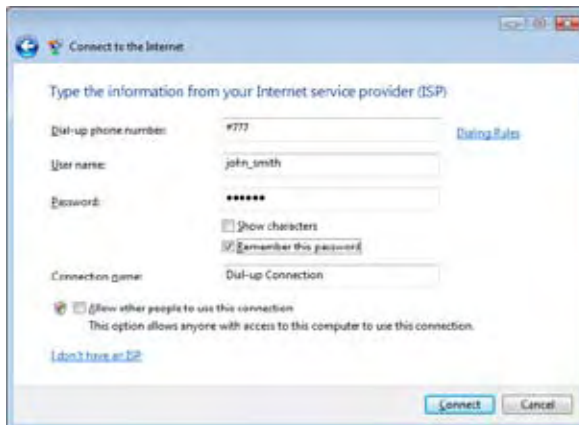 Connect to the Internet
Type the information from your Internet service provider (ISP)
Dial-up phone number: #777 Dialing Rules
User name: john_smith
Password: ●●●●●●
Show characters
Remember this password
Connection name: Dial-up Connection
Allow other people to use this connection
This option allows anyone with access to this computer to use this connection.
I don't have an ISP
Connect Cancel